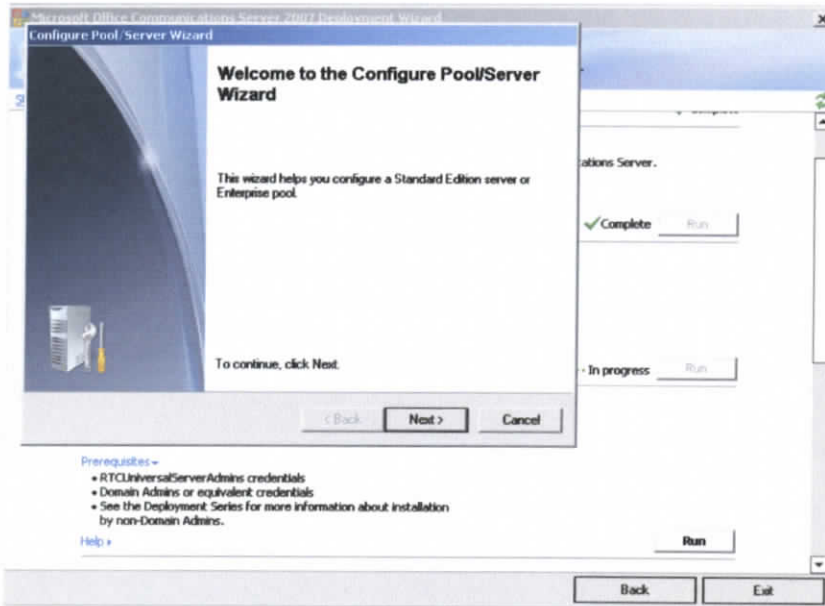 Microsoft Office Communications Server 2007 Deployment Wizard
Configure Pool/Server Wizard
Welcome to the Configure Pool/Server
Wizard
This wizard helps you configure a Standard Edition server or
Enterprise pool.
ations Server.
Complete Run
To continue, click Next.
In progress Run
< Back Next > Cancel
Prerequisites
• RTCUniversalServerAdmins credentials
• Domain Admins or equivalent credentials
• See the Deployment Series for more information about installation
by non-Domain Admins.
Help
Run
Back Exit